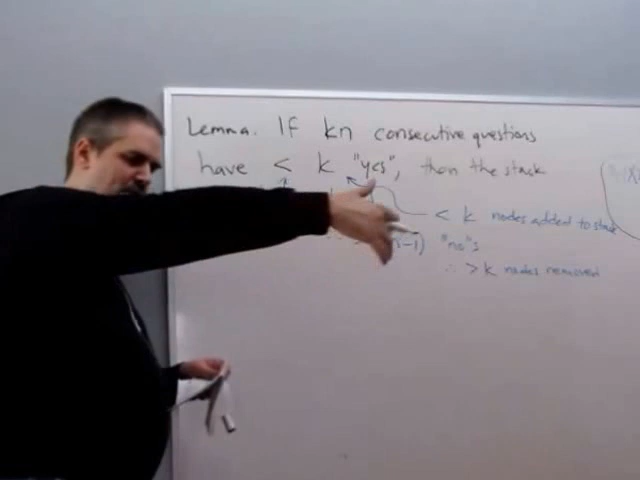 Lemma. If kn consecutive questions
have < k "yes", then the stack
< k nodes added to stack
-1) "no"s
∴ > k nodes removed